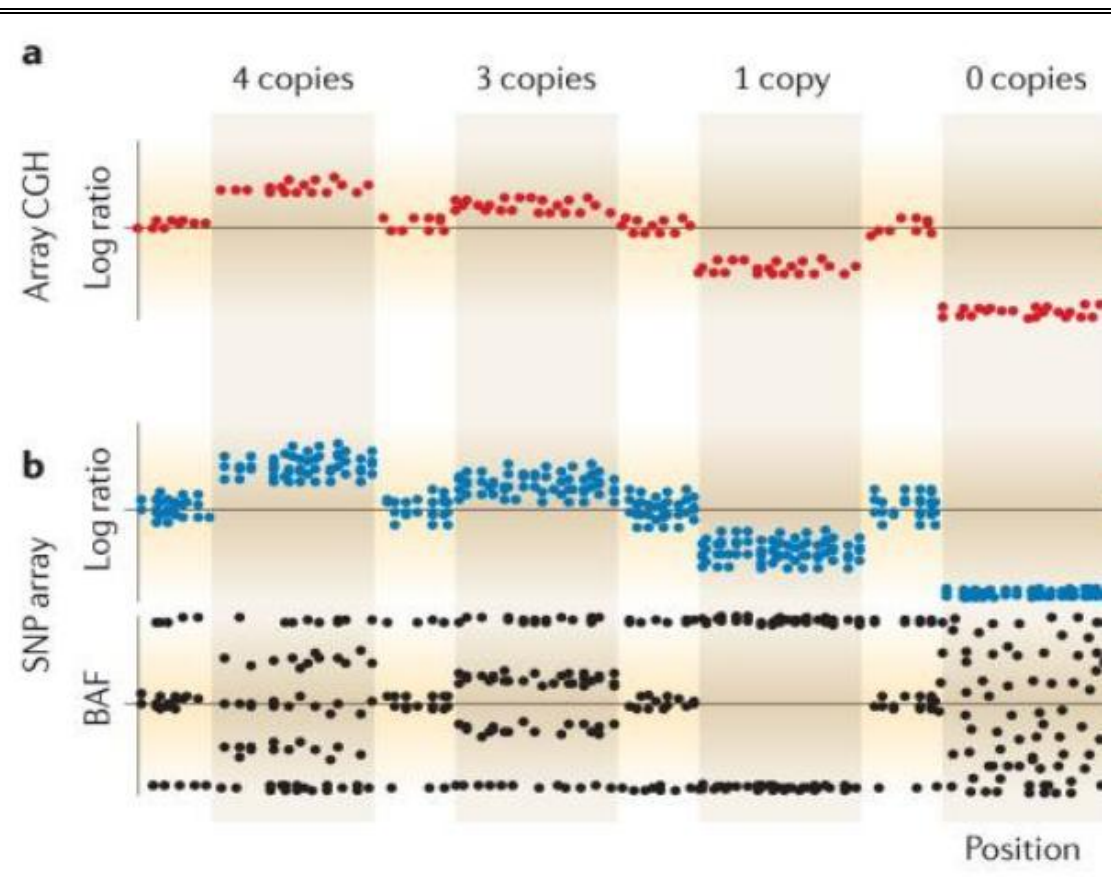 a
4 copies
3 copies
1 copy
0 copies
Array CGH
Log ratio
b
SNP array
Log ratio
BAF
Position